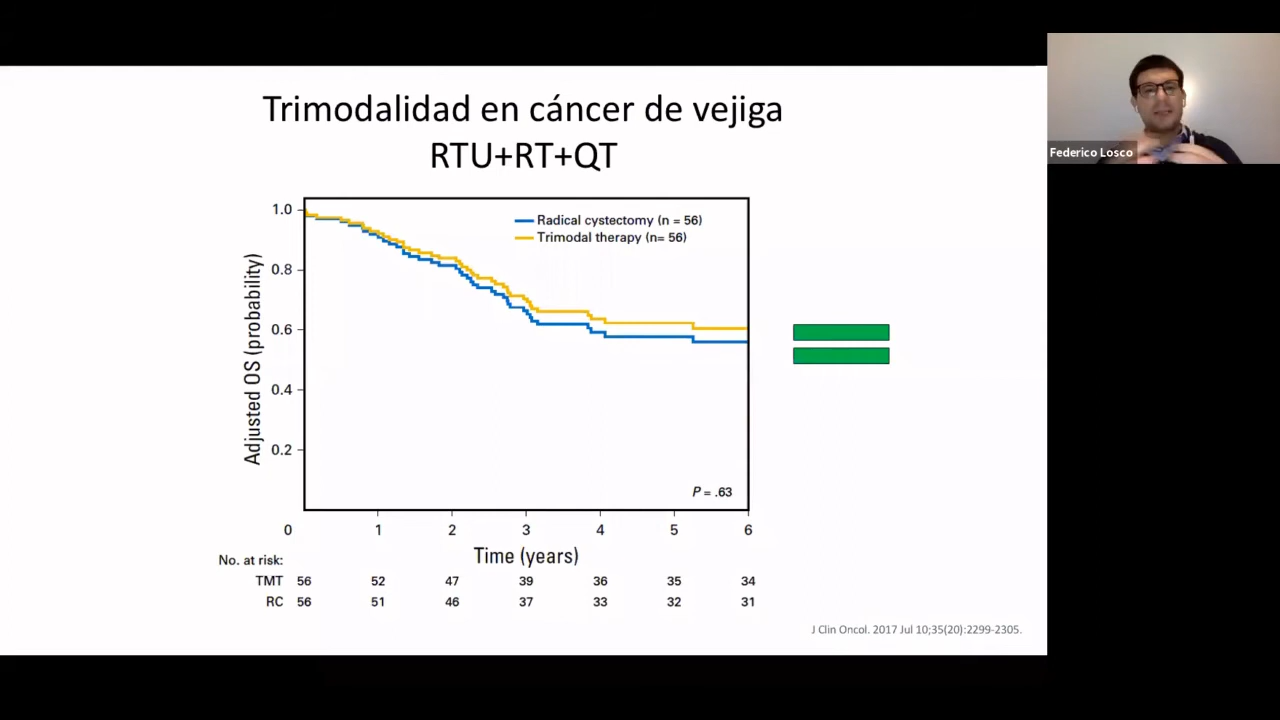 Trimodalidad en cáncer de vejiga
RTU+RT+QT
Federico Losco
Radical cystectomy (n = 56)
Trimodal therapy (n= 56)
Adjusted OS (probability)
1.0
0.8
0.6
0.4
0.2
P = .63
0 1 2 3 4 5 6
Time (years)
No. at risk:
TMT 56 52 47 39 36 35 34
RC 56 51 46 37 33 32 31
J Clin Oncol. 2017 Jul 10;35(20):2299-2305.